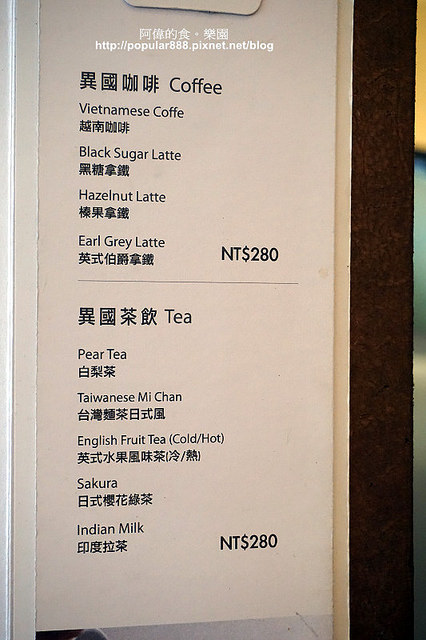 阿偉的食。樂園
http://popular888.pixnet.net/blog
異國咖啡 Coffee
Vietnamese Coffe
越南咖啡
Black Sugar Latte
黑糖拿鐵
Hazelnut Latte
榛果拿鐵
Earl Grey Latte
英式伯爵拿鐵 NT$280
異國茶飲 Tea
Pear Tea
白梨茶
Taiwanese Mi Chan
台灣麵茶日式風
English Fruit Tea (Cold/Hot)
英式水果風味茶(冷/熱)
Sakura
日式櫻花綠茶
Indian Milk
印度拉茶 NT$280